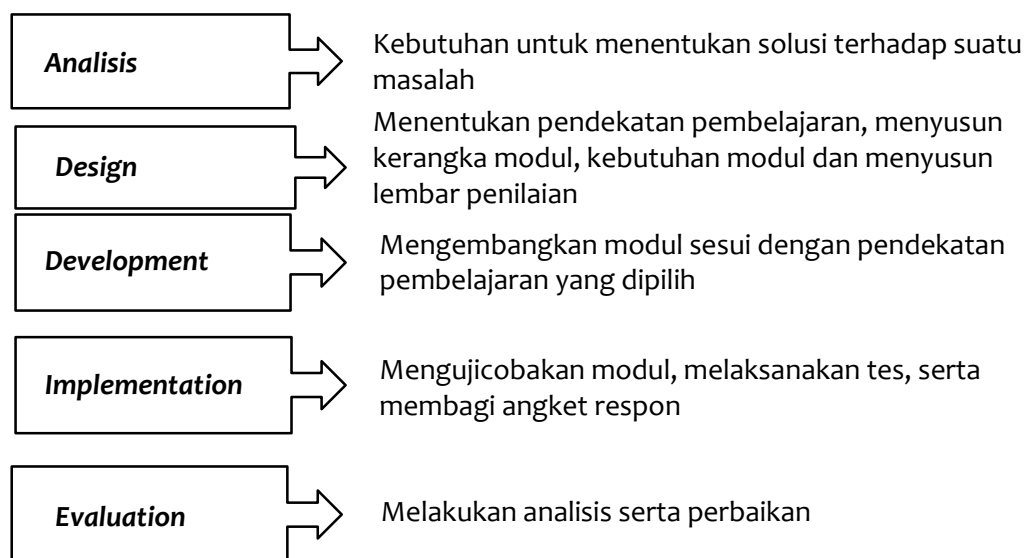 Analisis
Kebutuhan untuk menentukan solusi terhadap suatu
masalah
Design
Menentukan pendekatan pembelajaran, menyusun
kerangka modul, kebutuhan modul dan menyusun
lembar penilaian
Development
Mengembangkan modul sesui dengan pendekatan
pembelajaran yang dipilih
Implementation
Mengujicobakan modul, melaksanakan tes, serta
membagi angket respon
Evaluation
Melakukan analisis serta perbaikan